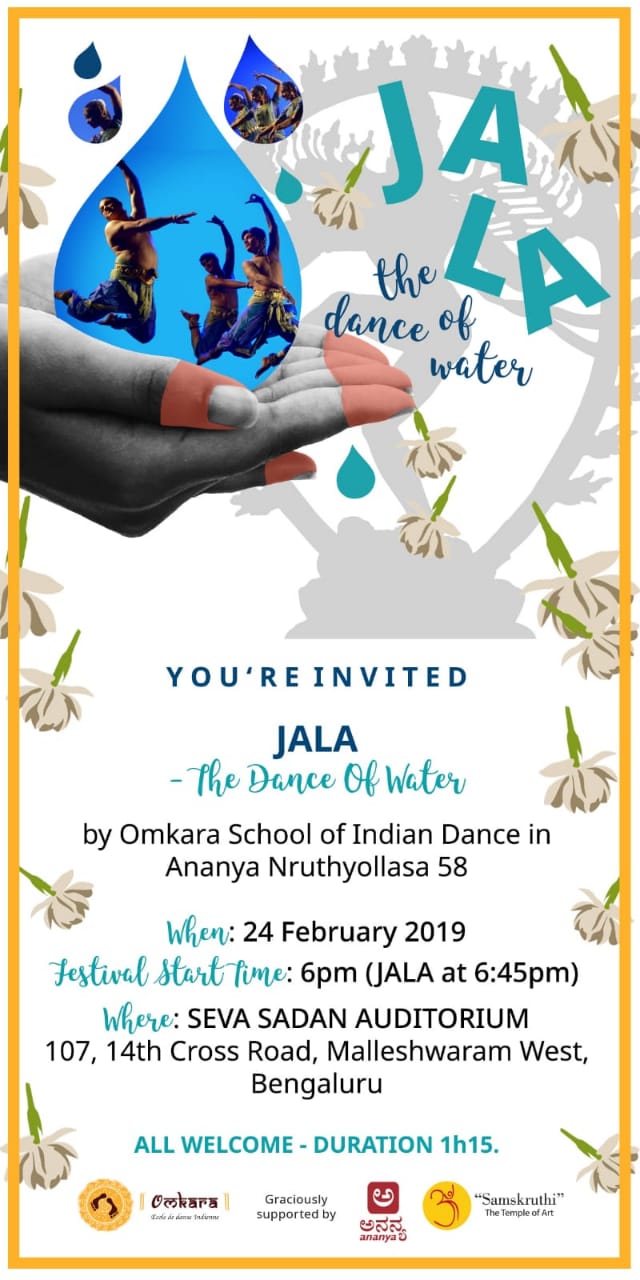 JA
LA
the
dance of
water
YOU‘RE INVITED
JALA
- The Dance Of Water
by Omkara School of Indian Dance in
Ananya Nruthyollasa 58
When: 24 February 2019
Festival Start Time: 6pm (JALA at 6:45pm)
Where: SEVA SADAN AUDITORIUM
107, 14th Cross Road, Malleshwaram West,
Bengaluru
ALL WELCOME - DURATION 1h15.
Omkara
Ecole de danse Indienne
Graciously
supported by
ಅ
ಅನನ್ಯ
ananya
“Samskruthi”
The Temple of Art